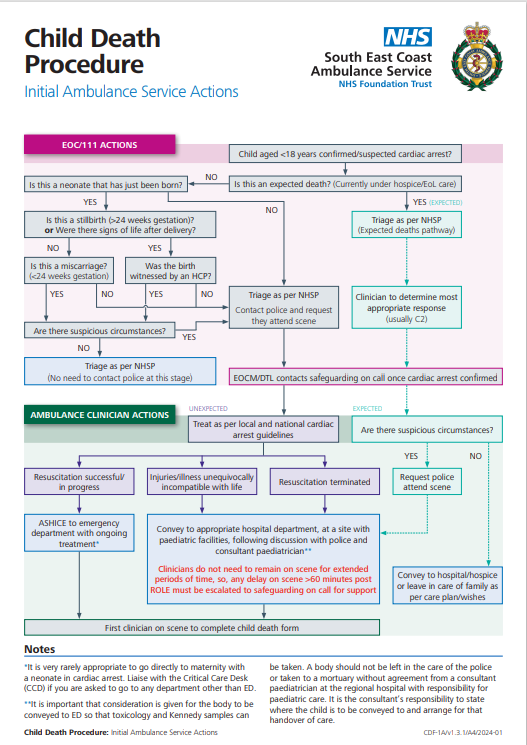 Child Death
Procedure
Initial Ambulance Service Actions
NHS
South East Coast
Ambulance Service
NHS Foundation Trust
EOC/111 ACTIONS
Child aged <18 years confirmed/suspected cardiac arrest?
Is this a neonate that has just been born?
NO
Is this an expected death? (Currently under hospice/EoL care)
YES
NO
YES (EXPECTED)
Is this a stillbirth (>24 weeks gestation)?
or Were there signs of life after delivery?
Triage as per NHSP
(Expected deaths pathway)
NO
YES
Is this a miscarriage?
(<24 weeks gestation)
Was the birth
witnessed by an HCP?
Triage as per NHSP
Contact police and request
they attend scene
Clinician to determine most
appropriate response
(usually C2)
YES
NO
YES
NO
Are there suspicious circumstances?
YES
NO
Triage as per NHSP
(No need to contact police at this stage)
EOCM/DTL contacts safeguarding on call once cardiac arrest confirmed
AMBULANCE CLINICIAN ACTIONS
UNEXPECTED
EXPECTED
Treat as per local and national cardiac
arrest guidelines
Are there suspicious circumstances?
YES
NO
Resuscitation successful/
in progress
Injuries/illness unequivocally
incompatible with life
Resuscitation terminated
Request police
attend scene
ASHICE to emergency
department with ongoing
treatment*
Convey to appropriate hospital department, at a site with
paediatric facilities, following discussion with police and
consultant paediatrician**
Clinicians do not need to remain on scene for extended
periods of time, so, any delay on scene >60 minutes post
ROLE must be escalated to safeguarding on call for support
Convey to hospital/hospice
or leave in care of family as
per care plan/wishes
First clinician on scene to complete child death form
Notes
*It is very rarely appropriate to go directly to maternity with
a neonate in cardiac arrest. Liaise with the Critical Care Desk
(CCD) if you are asked to go to any department other than ED.
**It is important that consideration is given for the body to be
conveyed to ED so that toxicology and Kennedy samples can
be taken. A body should not be left in the care of the police
or taken to a mortuary without agreement from a consultant
paediatrician at the regional hospital with responsibility for
paediatric care. It is the consultant's responsibility to state
where the child is to be conveyed to and arrange for that
handover of care.
Child Death Procedure: Initial Ambulance Service Actions
CDF-1A/v1.3.1/A4/2024-01